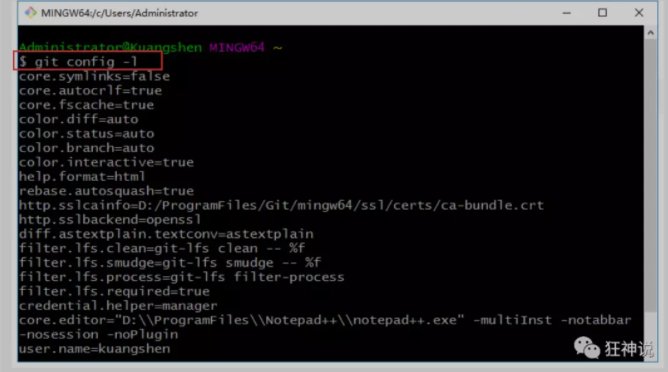 MINGW64:/c/Users/Administrator
Administrator@Kuangshen MINGW64 ~
$ git config -l
core.symlinks=false
core.autocrlf=true
core.fscache=true
color.diff=auto
color.status=auto
color.branch=auto
color.interactive=true
help.format=html
rebase.autosquash=true
http.sslcainfo=D:/ProgramFiles/Git/mingw64/ssl/certs/ca-bundle.crt
http.sslbackend=openssl
diff.astextplain.textconv=astextplain
filter.lfs.clean=git-lfs clean -- %f
filter.lfs.smudge=git-lfs smudge -- %f
filter.lfs.process=git-lfs filter-process
filter.lfs.required=true
credential.helper=manager
core.editor="D:\\ProgramFiles\\Notepad++\\notepad++.exe" -multiInst -notabbar
-nosession -noPlugin
user.name=kuangshen
狂神说